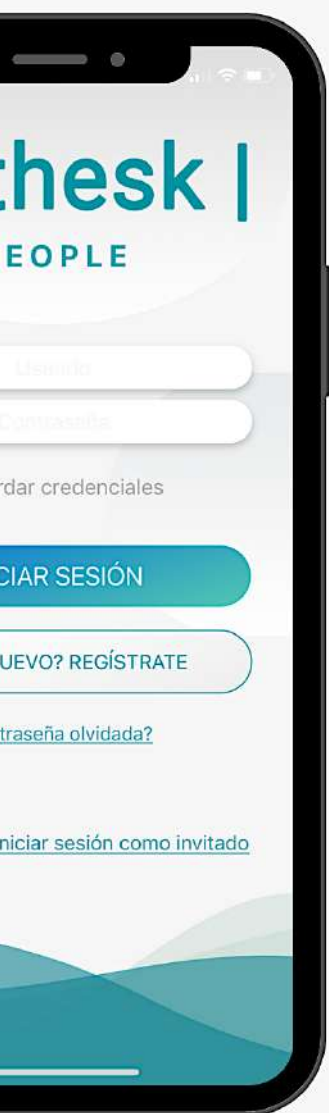 thesk |
EOPLE
Usuario
Contraseña
rdar credenciales
CIAR SESIÓN
UEVO? REGÍSTRATE
traseña olvidada?
niciar sesión como invitado